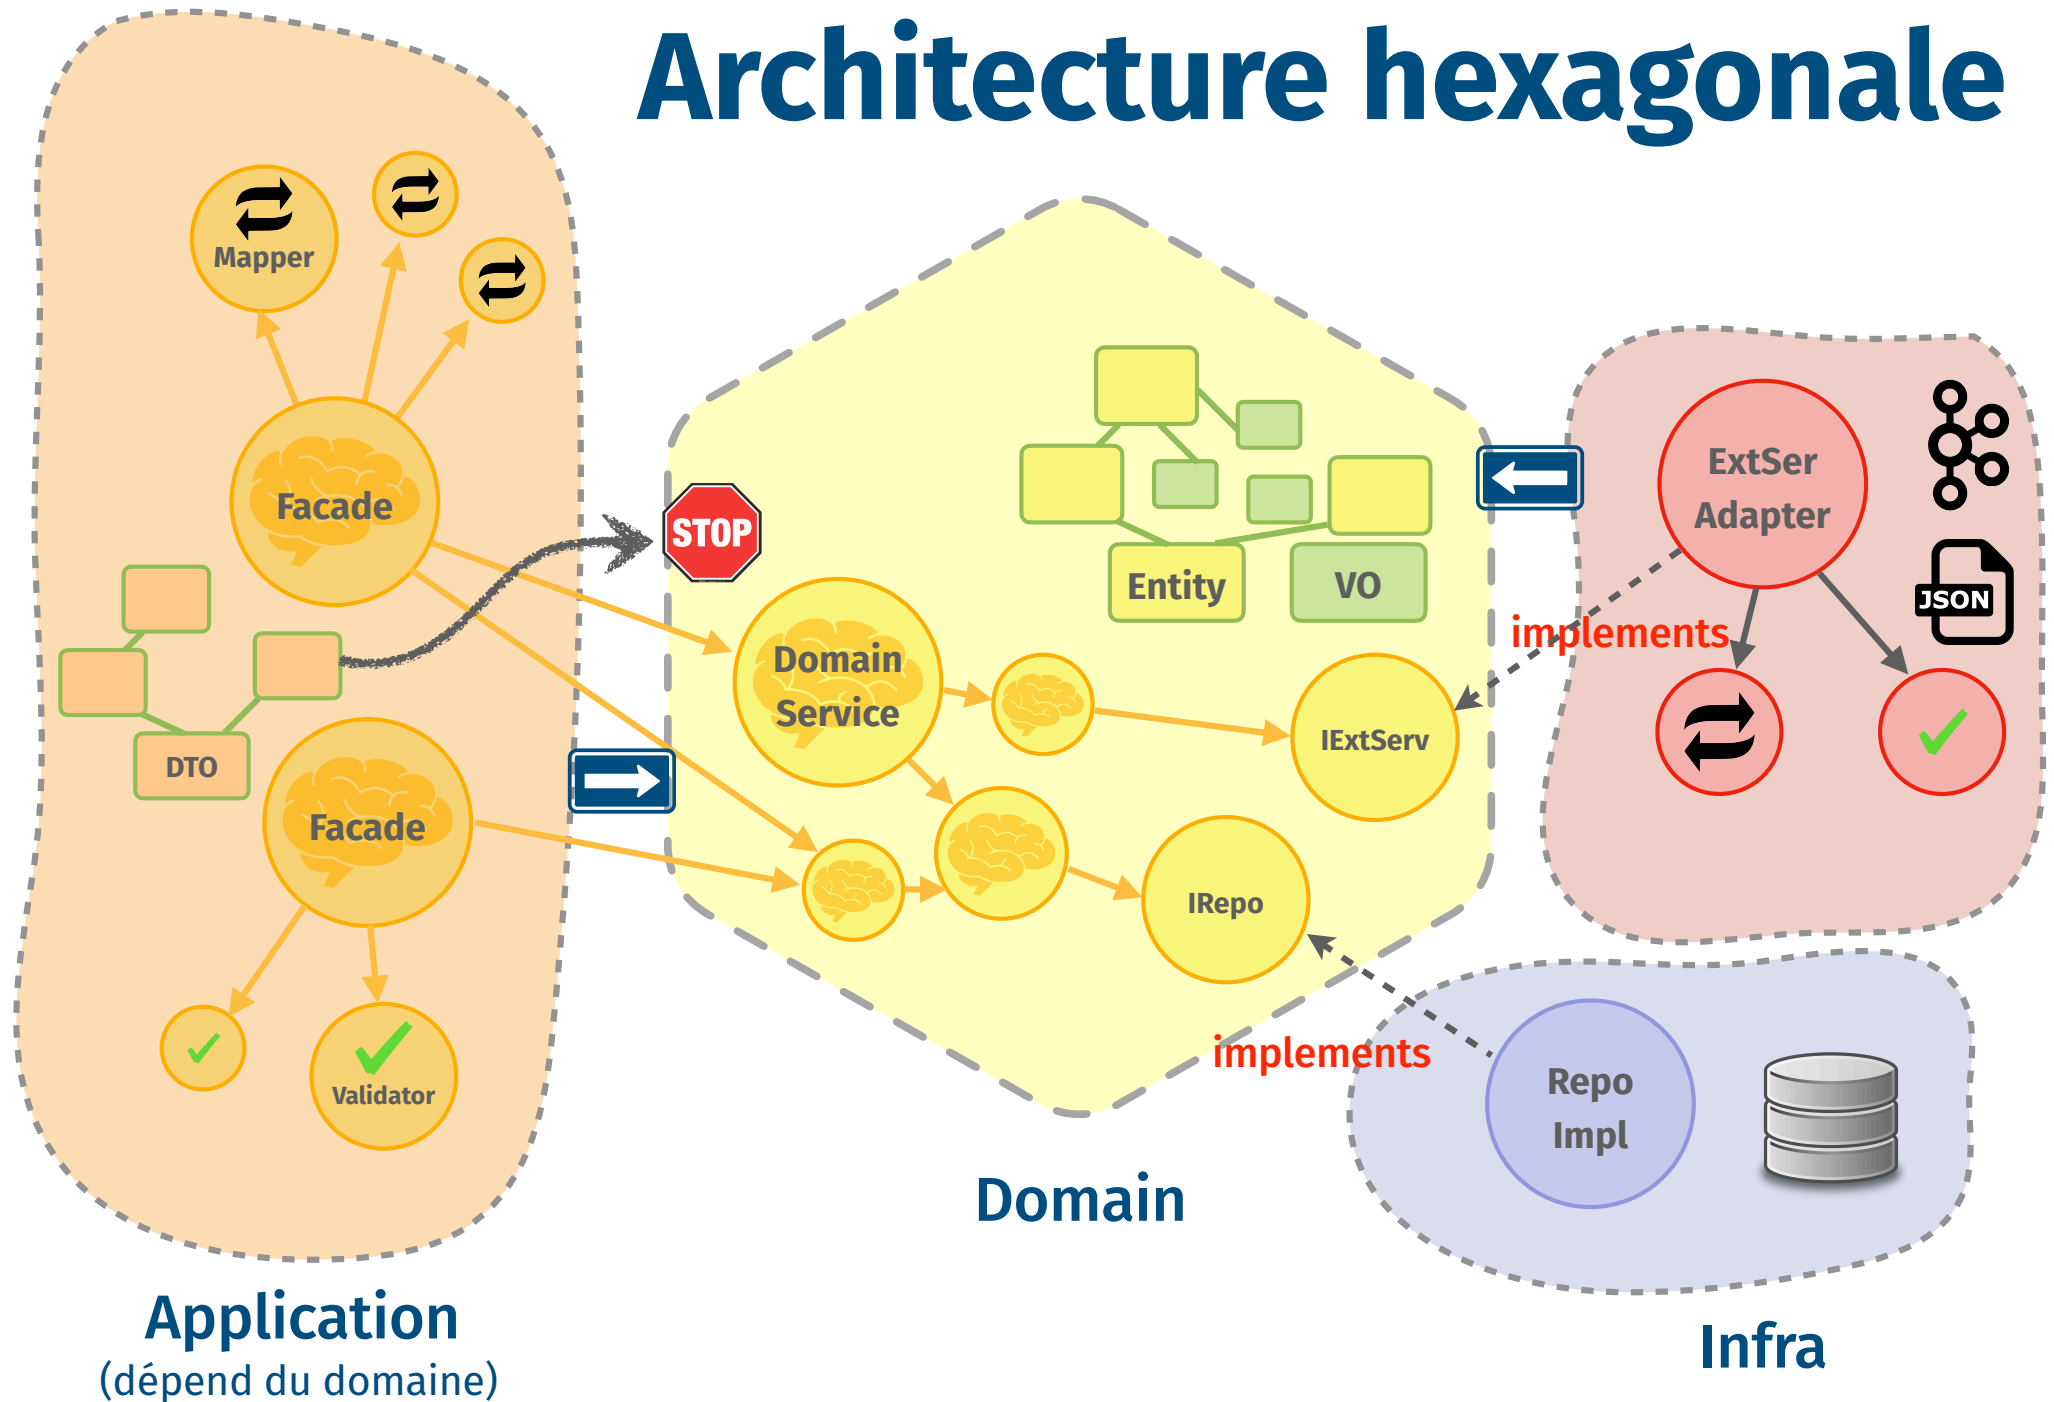 Architecture hexagonale
Mapper
Facade
STOP
DTO
Facade
Validator
Application
(dépend du domaine)
Entity
VO
Domain
Service
IExtServ
IRepo
Domain
implements
implements
ExtSer
Adapter
JSON
Repo
Impl
Infra